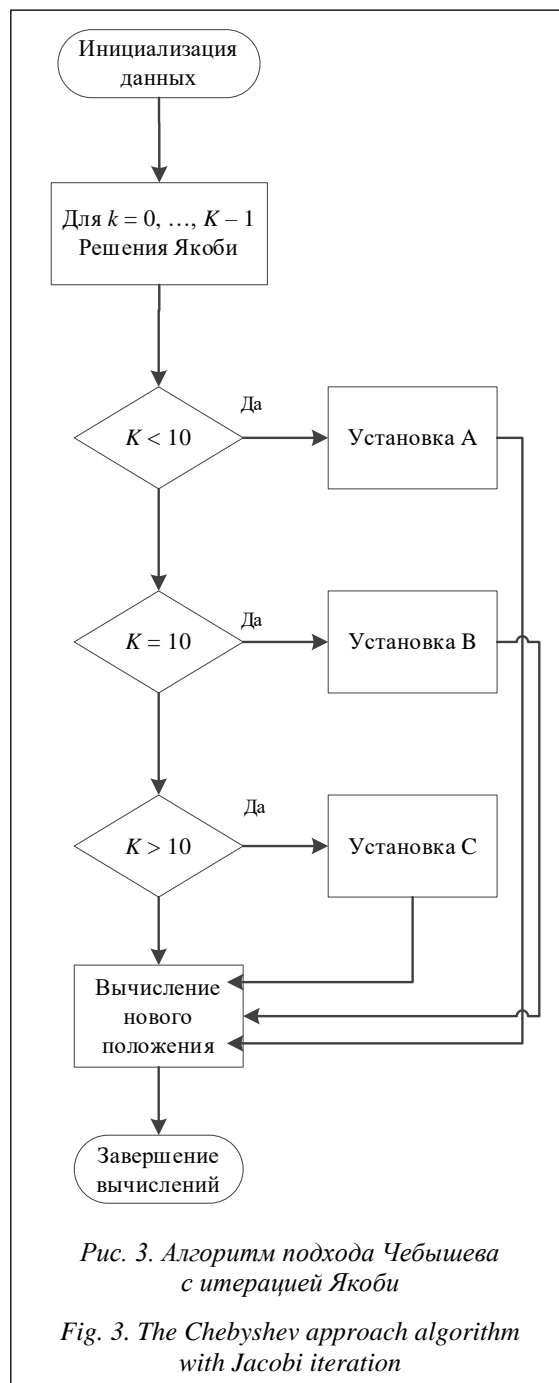 Инициализация
данных
Для k = 0, …, K – 1
Решения Якоби
Да
K < 10
Установка A
Да
K = 10
Установка B
Да
K > 10
Установка C
Вычисление
нового
положения
Завершение
вычислений
Рис. 3. Алгоритм подхода Чебышева
с итерацией Якоби
Fig. 3. The Chebyshev approach algorithm
with Jacobi iteration